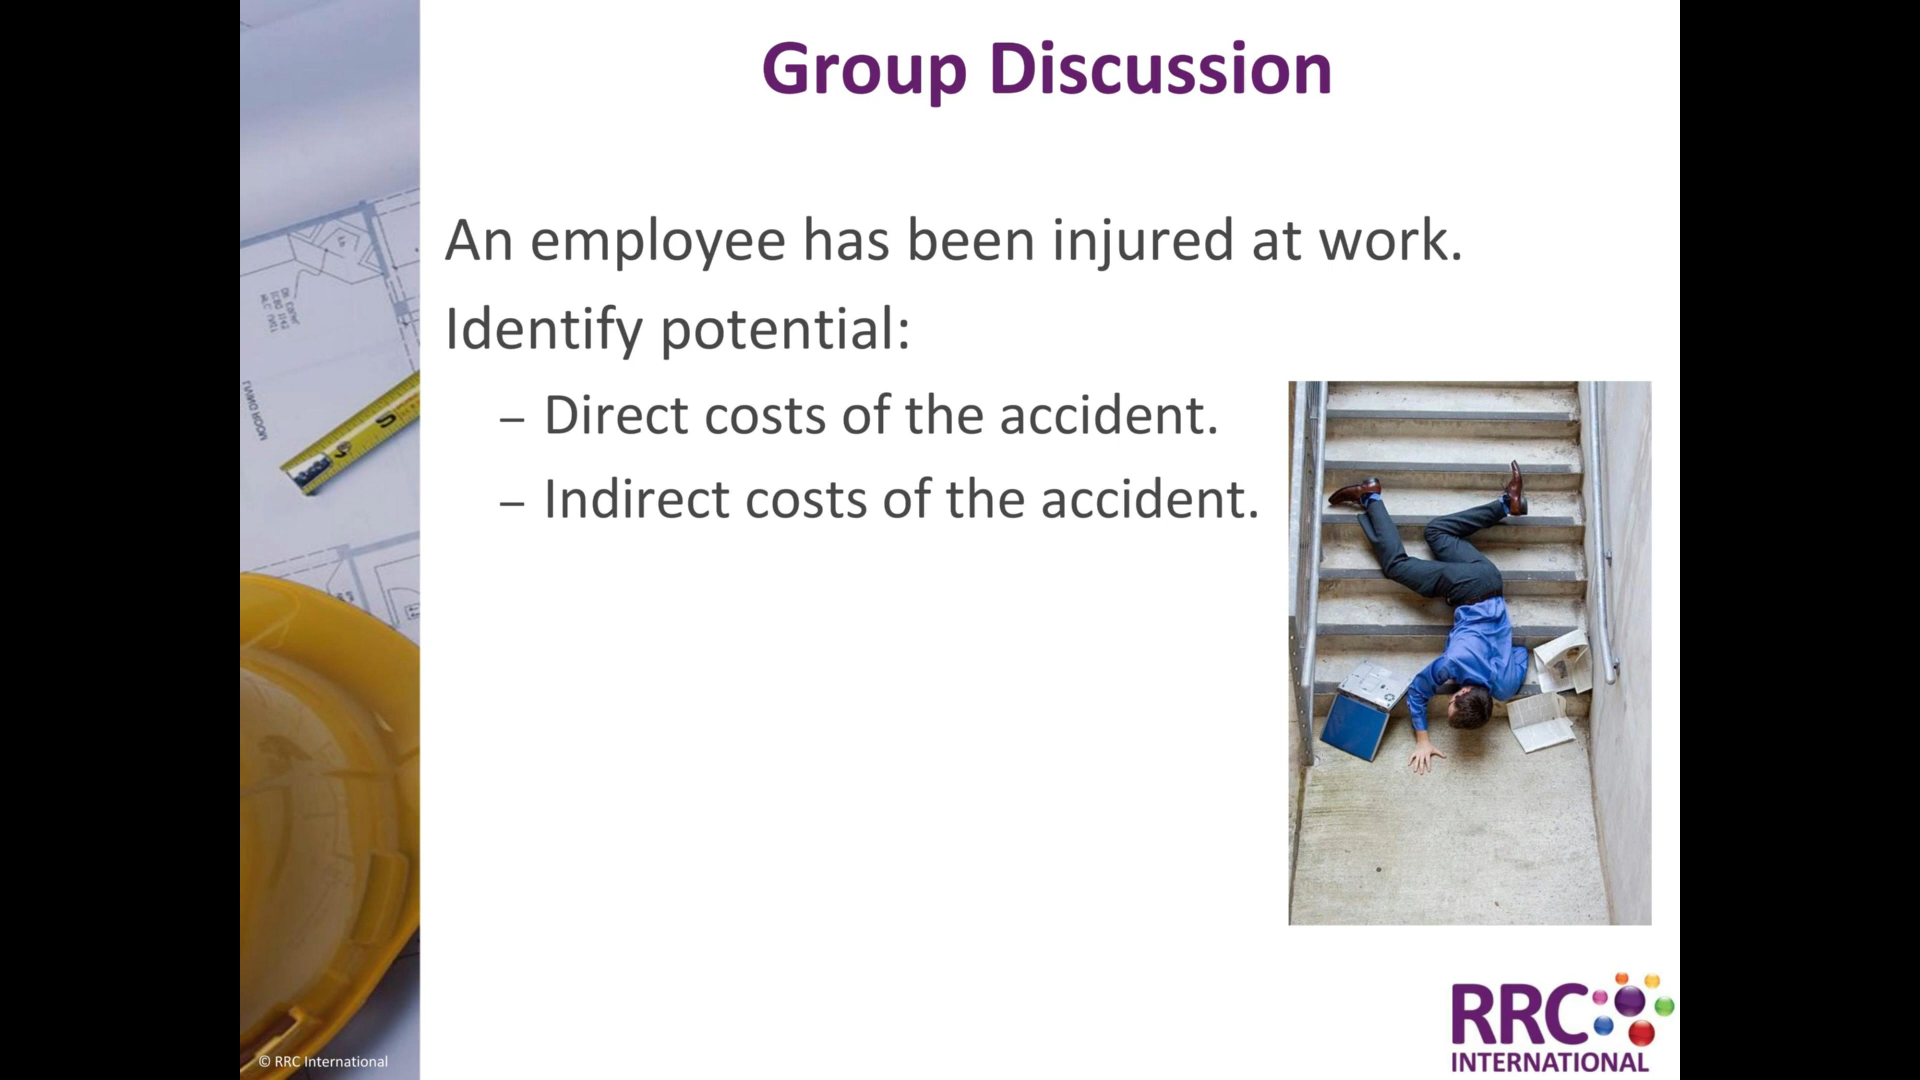 Group Discussion
An employee has been injured at work.
Identify potential:
– Direct costs of the accident.
– Indirect costs of the accident.
© RRC International
RRC
INTERNATIONAL